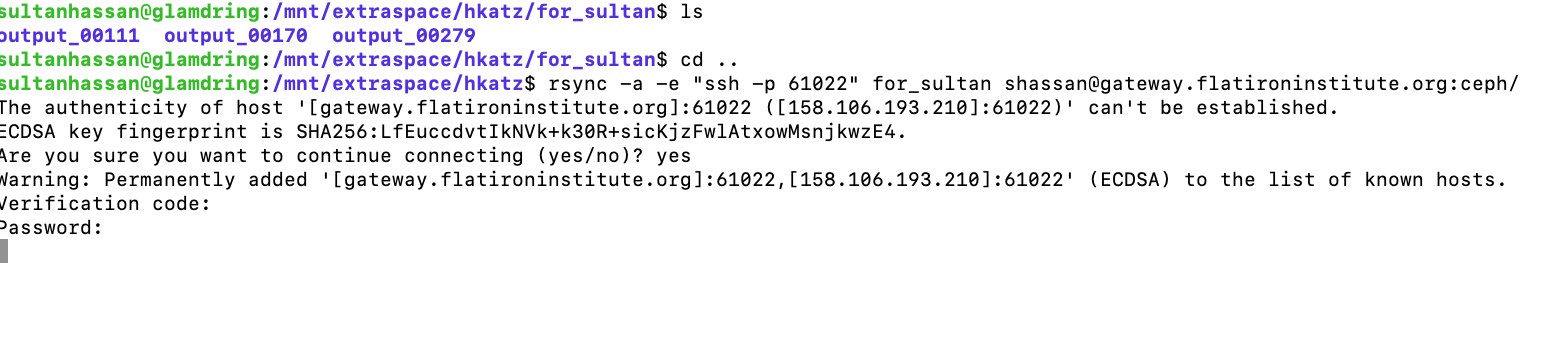 sultanhassan@glamdring:/mnt/extraspace/hkatz/for_sultan$ ls
output_00111  output_00170  output_00279
sultanhassan@glamdring:/mnt/extraspace/hkatz/for_sultan$ cd ..
sultanhassan@glamdring:/mnt/extraspace/hkatz$ rsync -a -e "ssh -p 61022" for_sultan shassan@gateway.flatironinstitute.org:ceph/
The authenticity of host '[gateway.flatironinstitute.org]:61022 ([158.106.193.210]:61022)' can't be established.
ECDSA key fingerprint is SHA256:LfEuccdvtIkNVk+k30R+sicKjzFwlAtxowMsnjkwzE4.
Are you sure you want to continue connecting (yes/no)? yes
Warning: Permanently added '[gateway.flatironinstitute.org]:61022,[158.106.193.210]:61022' (ECDSA) to the list of known hosts.
Verification code:
Password: